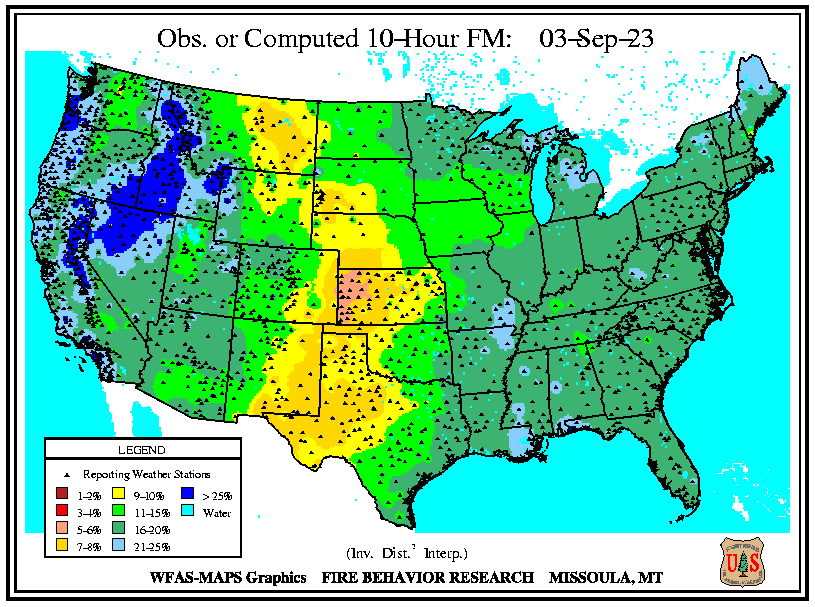 Obs. or Computed 10-Hour FM: 03-Sep-23
LEGEND
Reporting Weather Stations
1-2% 9-10% > 25%
3-4% 11-15% Water
5-6% 16-20%
7-8% 21-25%
(Inv. Dist.² Interp.)
WFAS-MAPS Graphics FIRE BEHAVIOR RESEARCH MISSOULA, MT
U S